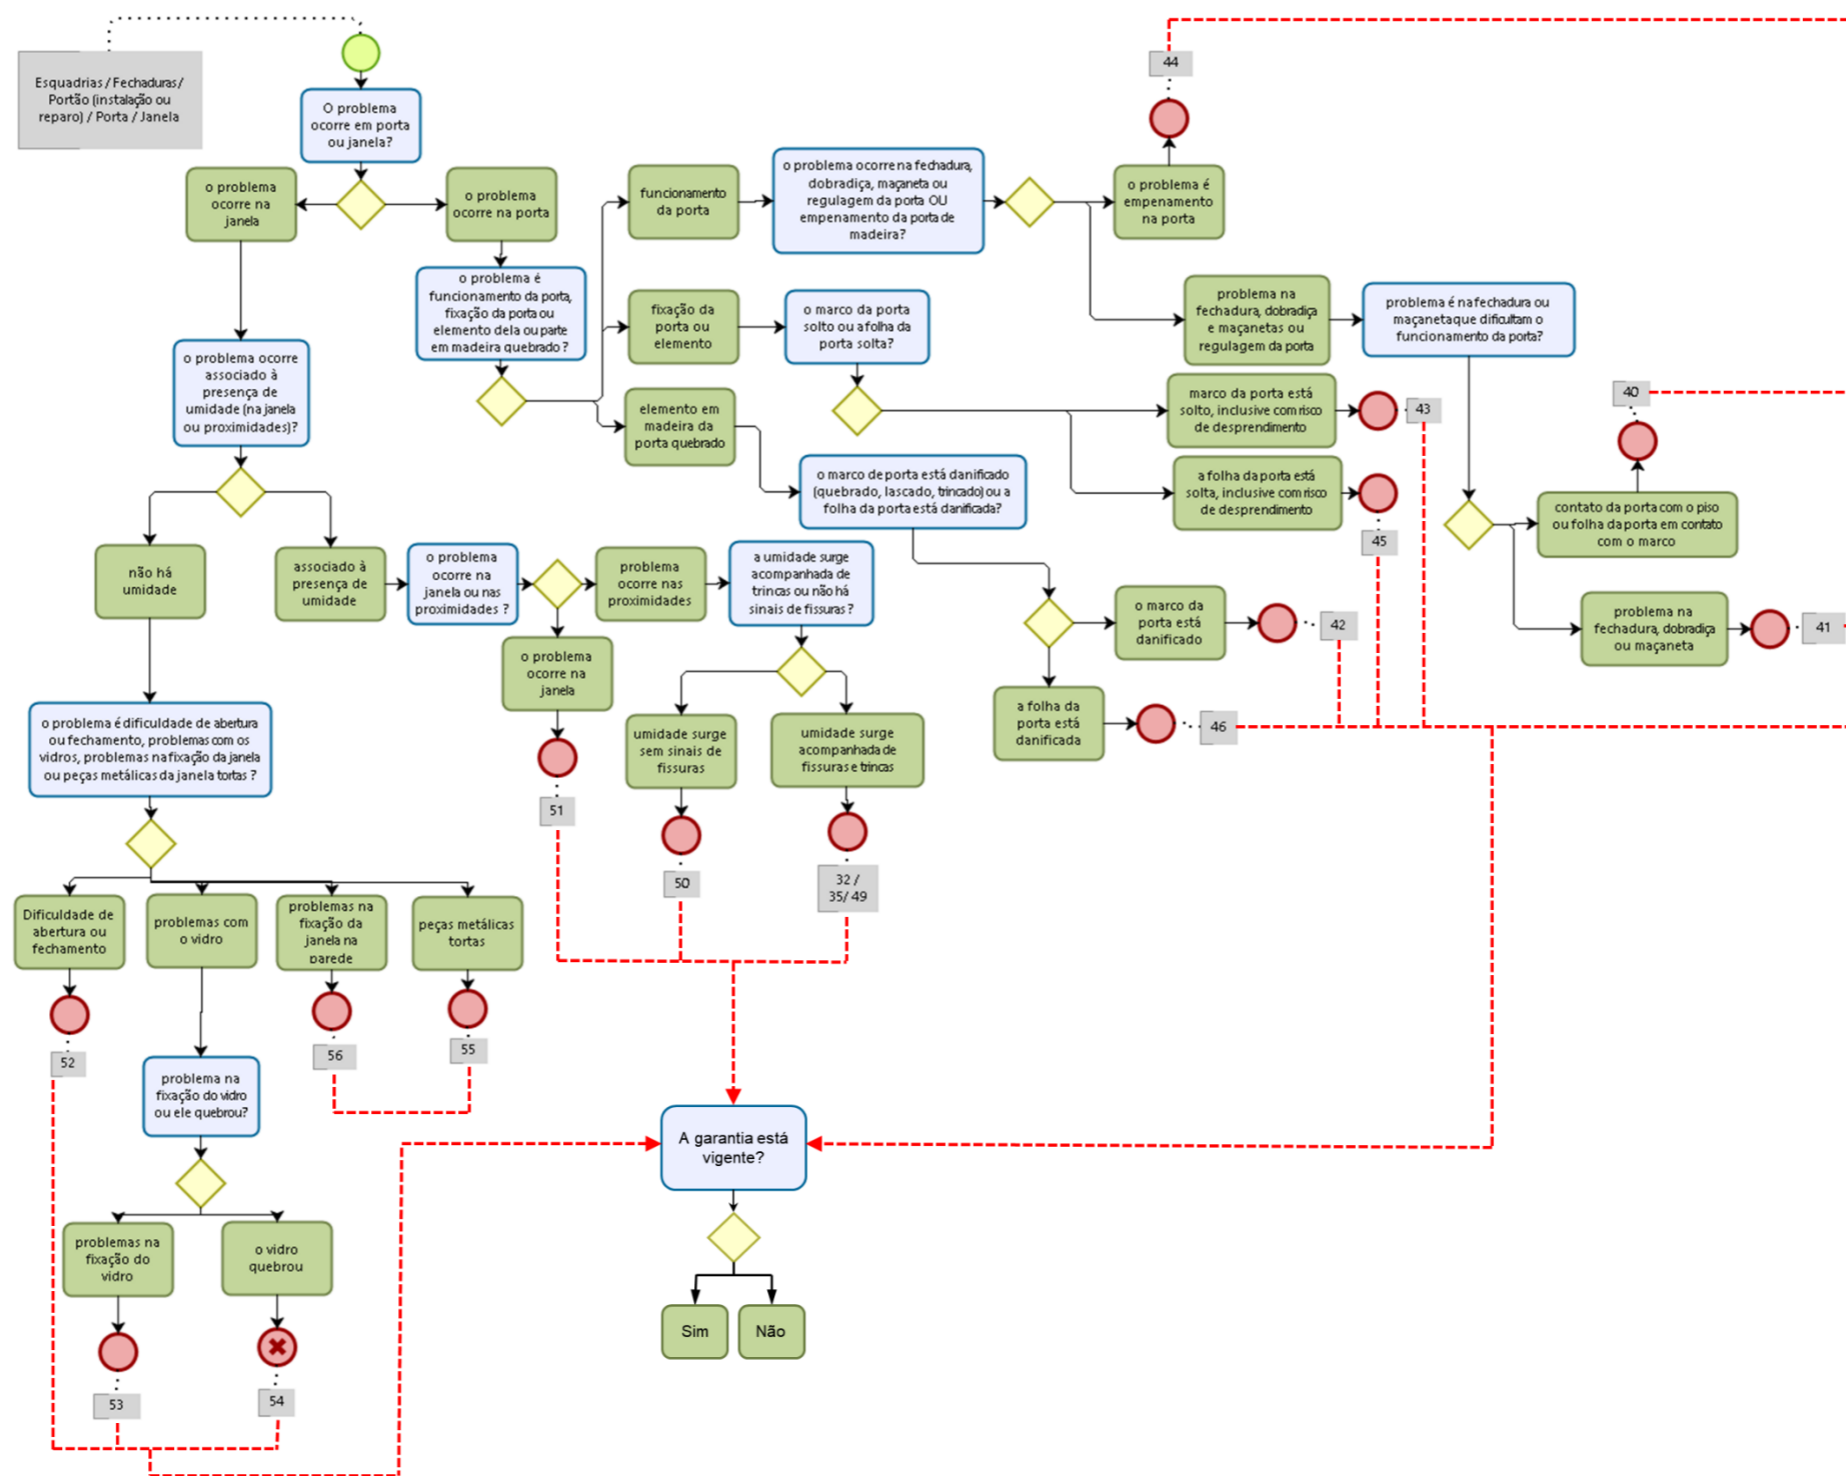 Esquadrias / Fechaduras/
Portão (instalação ou
reparo) / Porta / Janela
O problema
ocorre em porta
ou janela?
o problema
ocorre na
janela
o problema
ocorre na porta
o problema é
funcionamento da porta,
fixação da porta ou
elemento dela ou parte
em madeira quebrado ?
funcionamento
da porta
o problema ocorre na fechadura,
dobradiça, maçaneta ou
regulagem da porta OU
empenamento da porta de
madeira?
44
o problema é
empenamento
na porta
problema na
fechadura, dobradiça
e maçanetas ou
regulagem da porta
problema é na fechadura ou
maçaneta que dificultam o
funcionamento da porta?
fixação da
porta ou
elemento
o marco da porta
solto ou a folha da
porta solta?
elemento em
madeira da
porta quebrado
marco da porta está
solto, inclusive com risco
de desprendimento
43
a folha da porta está
solta, inclusive com risco
de desprendimento
45
40
contato da porta com o piso
ou folha da porta em contato
com o marco
problema na
fechadura, dobradiça
ou maçaneta
41
o marco de porta está danificado
(quebrado, lascado, trincado) ou a
folha da porta está danificada?
o marco da
porta está
danificado
42
a folha da
porta está
danificada
46
o problema ocorre
associado à
presença de
umidade (na janela
ou proximidades)?
não há
umidade
associado à
presença de
umidade
o problema
ocorre na
janela ou nas
proximidades ?
problema
ocorre nas
proximidades
a umidade surge
acompanhada de
trincas ou não há
sinais de fissuras ?
o problema
ocorre na
janela
51
umidade surge
sem sinais de
fissuras
50
umidade surge
acompanhada de
fissuras e trincas
32 /
35/ 49
o problema é dificuldade de abertura
ou fechamento, problemas com os
vidros, problemas na fixação da janela
ou peças metálicas da janela tortas ?
Dificuldade de
abertura ou
fechamento
problemas com
o vidro
problemas na
fixação da
janela na
parede
peças metálicas
tortas
52
56
55
problema na
fixação do vidro
ou ele quebrou?
problemas na
fixação do
vidro
o vidro
quebrou
53
54
A garantia está
vigente?
Sim
Não